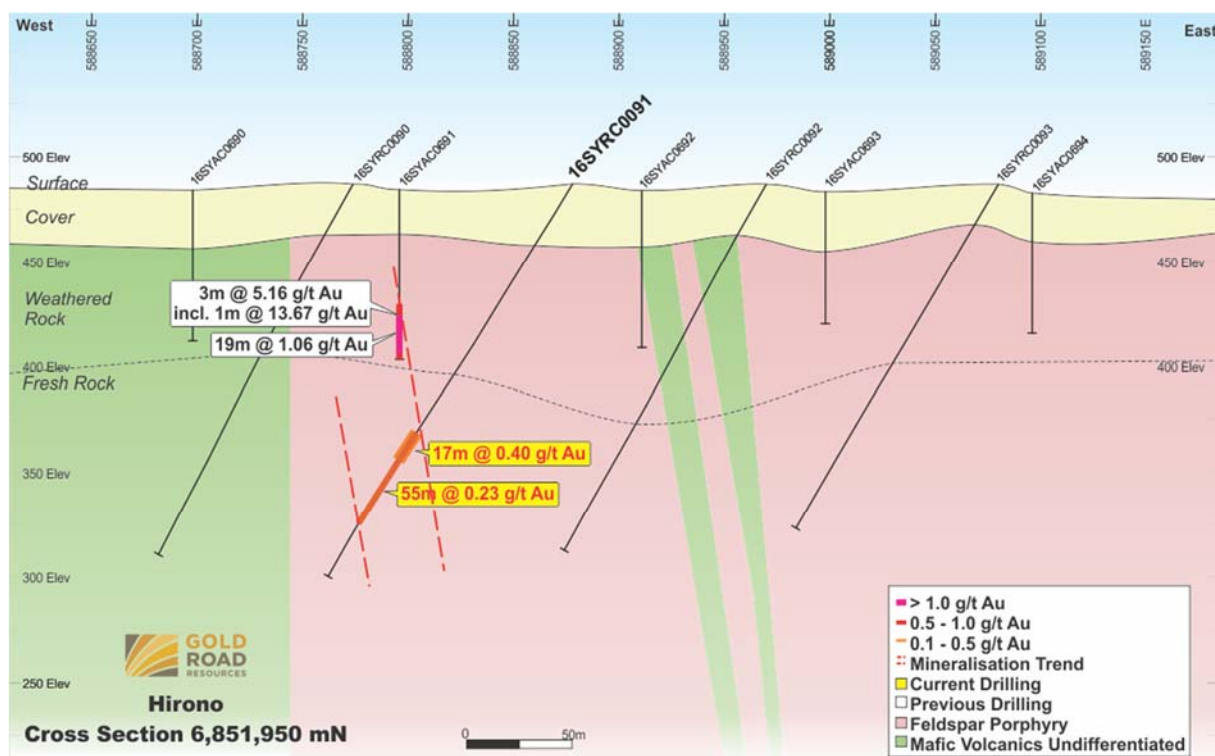 West
East
588650 E
588700 E
588750 E
588800 E
588850 E
588900 E
588950 E
589000 E
589050 E
589100 E
589150 E
500 Elev
500 Elev
16SYAC0690
16SYRC0090
16SYAC0691
16SYRC0091
16SYAC0692
16SYRC0092
16SYAC0693
16SYRC0093
16SYAC0694
Surface
Cover
450 Elev
450 Elev
Weathered
Rock
3m @ 5.16 g/t Au
incl. 1m @ 13.67 g/t Au
19m @ 1.06 g/t Au
400 Elev
400 Elev
Fresh Rock
350 Elev
350 Elev
17m @ 0.40 g/t Au
55m @ 0.23 g/t Au
300 Elev
250 Elev
GOLD
ROAD
RESOURCES
Hirono
Cross Section 6,851,950 mN
0
50m
> 1.0 g/t Au
0.5 - 1.0 g/t Au
0.1 - 0.5 g/t Au
Mineralisation Trend
Current Drilling
Previous Drilling
Feldspar Porphyry
Mafic Volcanics Undifferentiated